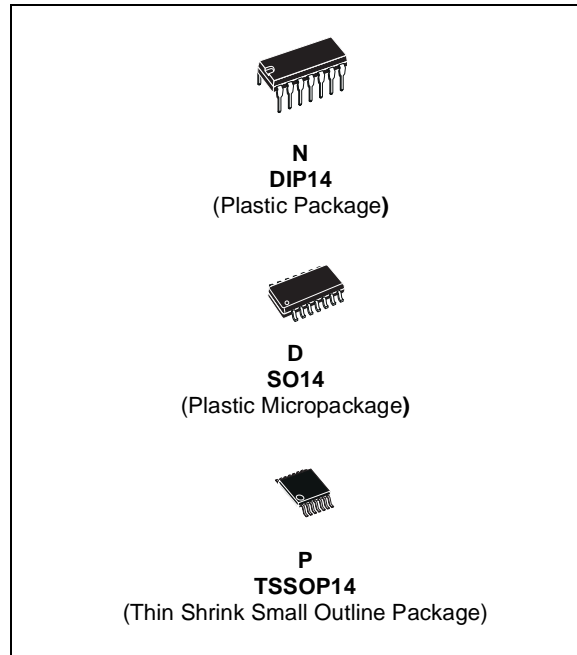 N
DIP14
(Plastic Package)
D
SO14
(Plastic Micropackage)
P
TSSOP14
(Thin Shrink Small Outline Package)